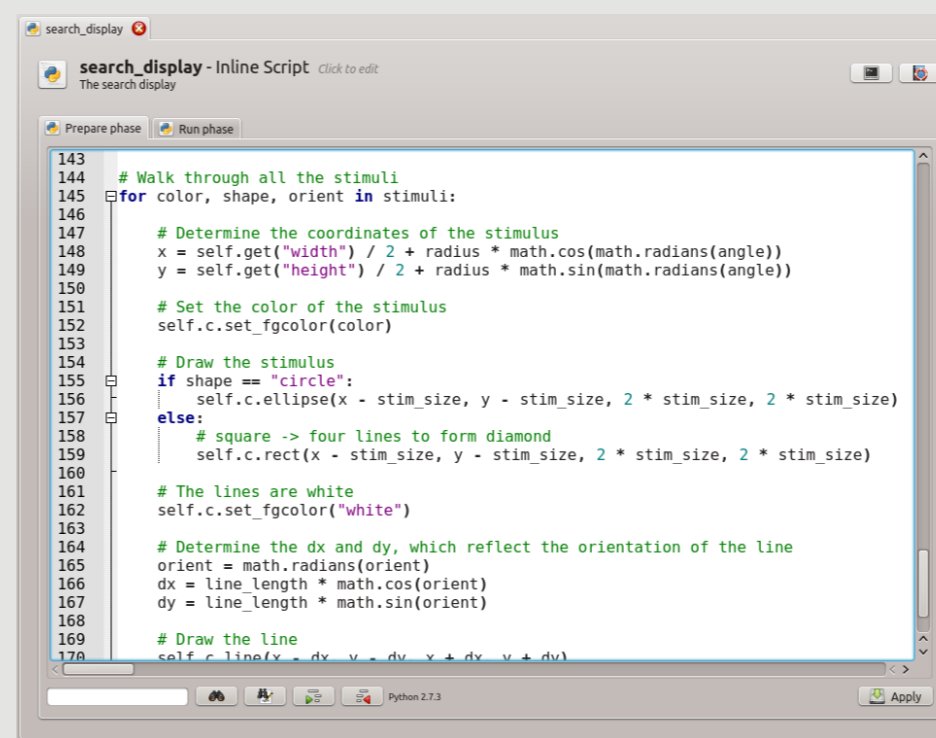 search_display
search_display - Inline Script Click to edit
The search display
Prepare phase Run phase
143
144 # Walk through all the stimuli
145 for color, shape, orient in stimuli:
146
147 # Determine the coordinates of the stimulus
148 x = self.get("width") / 2 + radius * math.cos(math.radians(angle))
149 y = self.get("height") / 2 + radius * math.sin(math.radians(angle))
150
151 # Set the color of the stimulus
152 self.c.set_fgcolor(color)
153
154 # Draw the stimulus
155 if shape == "circle":
156 self.c.ellipse(x - stim_size, y - stim_size, 2 * stim_size, 2 * stim_size)
157 else:
158 # square -> four lines to form diamond
159 self.c.rect(x - stim_size, y - stim_size, 2 * stim_size, 2 * stim_size)
160
161 # The lines are white
162 self.c.set_fgcolor("white")
163
164 # Determine the dx and dy, which reflect the orientation of the line
165 orient = math.radians(orient)
166 dx = line_length * math.cos(orient)
167 dy = line_length * math.sin(orient)
168
169 # Draw the line
170 self.c.line(x - dx, y - dy, x + dx, y + dy)
Python 2.7.3 Apply